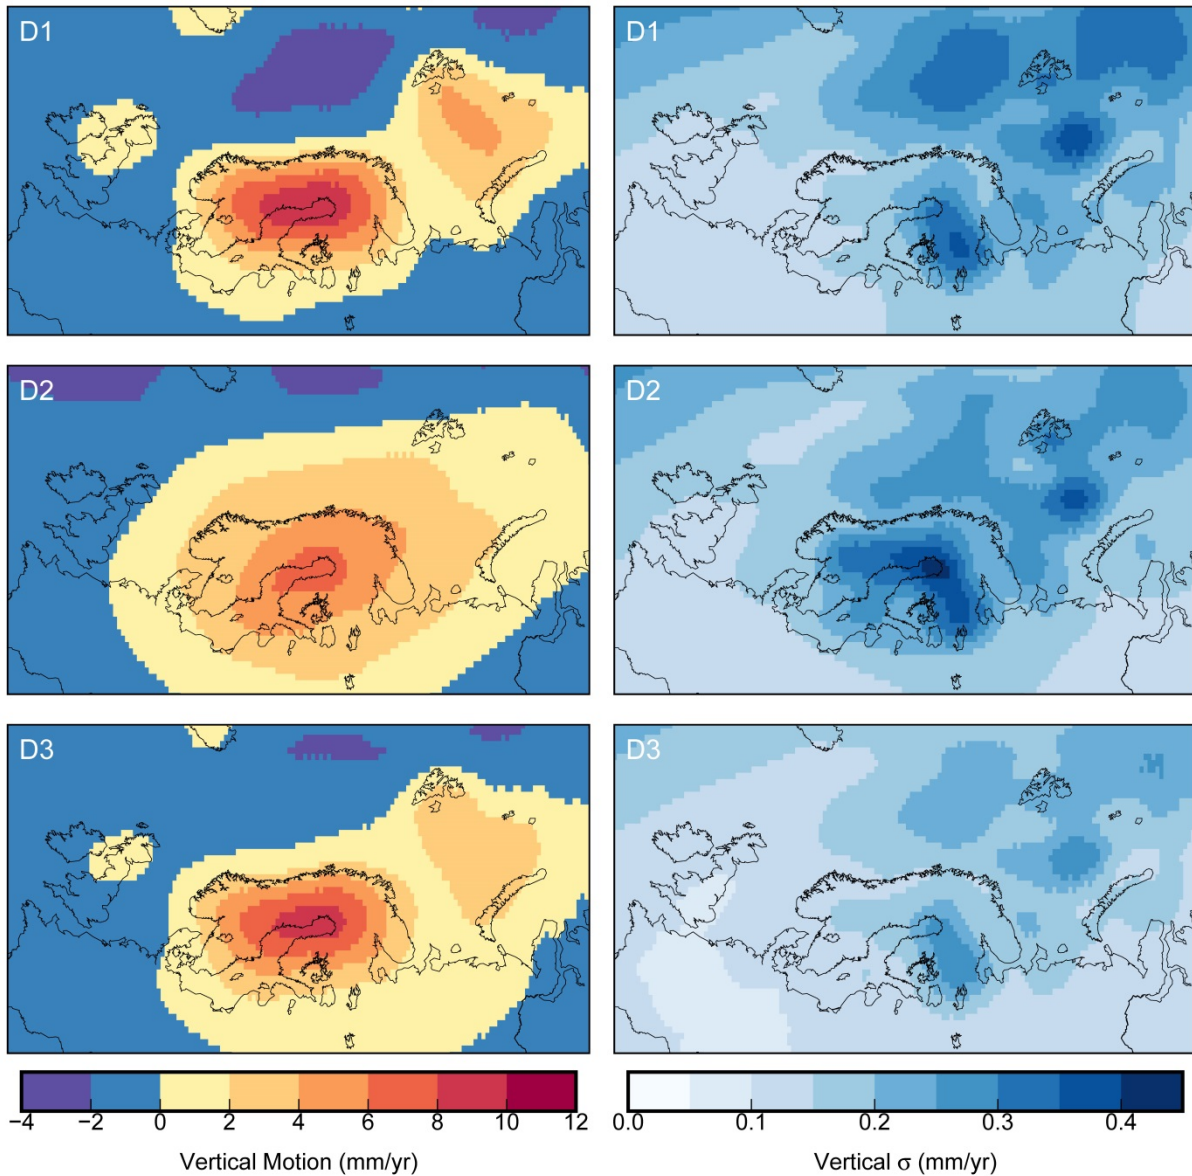 D1
D1
D2
D2
D3
D3
−4 −2 0 2 4 6 8 10 12
0.0 0.1 0.2 0.3 0.4
Vertical Motion (mm/yr)
Vertical σ (mm/yr)